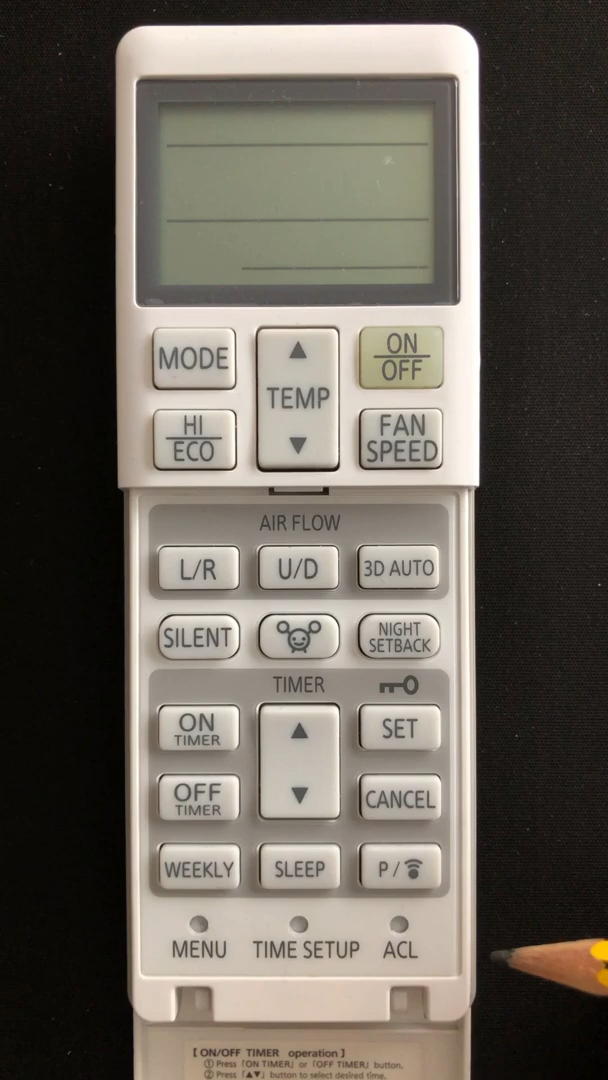 MODE
▲
TEMP
▼
ON
OFF
HI
ECO
FAN
SPEED
AIR FLOW
L/R
U/D
3D AUTO
SILENT
NIGHT
SETBACK
TIMER
ON
TIMER
▲
▼
SET
OFF
TIMER
CANCEL
WEEKLY
SLEEP
P /
MENU
TIME SETUP
ACL
[ ON/OFF TIMER operation ]
① Press「ON TIMER」or「OFF TIMER」button.
② Press「▲▼」button to select desired time.